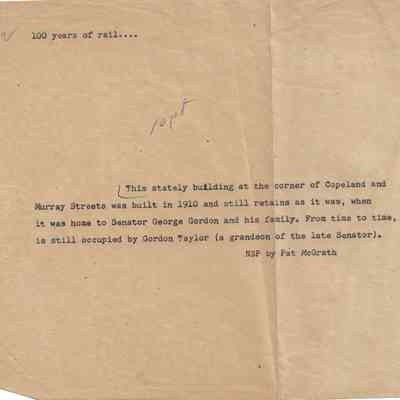 100 years of rail....
10pt
This stately building at the corner of Copeland and
Murray Streets was built in 1910 and still retains as it was, when
it was home to Senator George Gordon and his family. From time to time,
is still occupied by Gordon Taylor (a grandson of the late Senator).
NSP by Pat McGrath